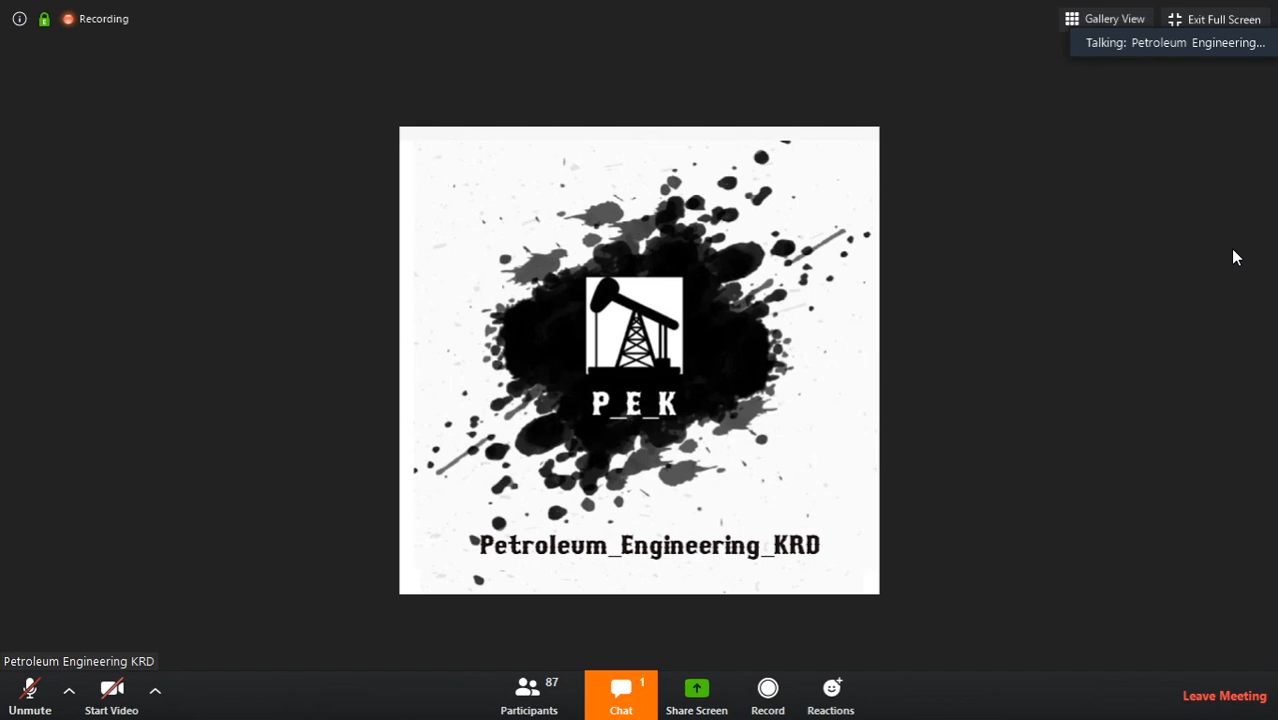 Recording
Gallery View
Exit Full Screen
Talking: Petroleum Engineering...
P_E_K
Petroleum_Engineering_KRD
Petroleum Engineering KRD
Unmute
Start Video
87
Participants
1
Chat
Share Screen
Record
Reactions
Leave Meeting